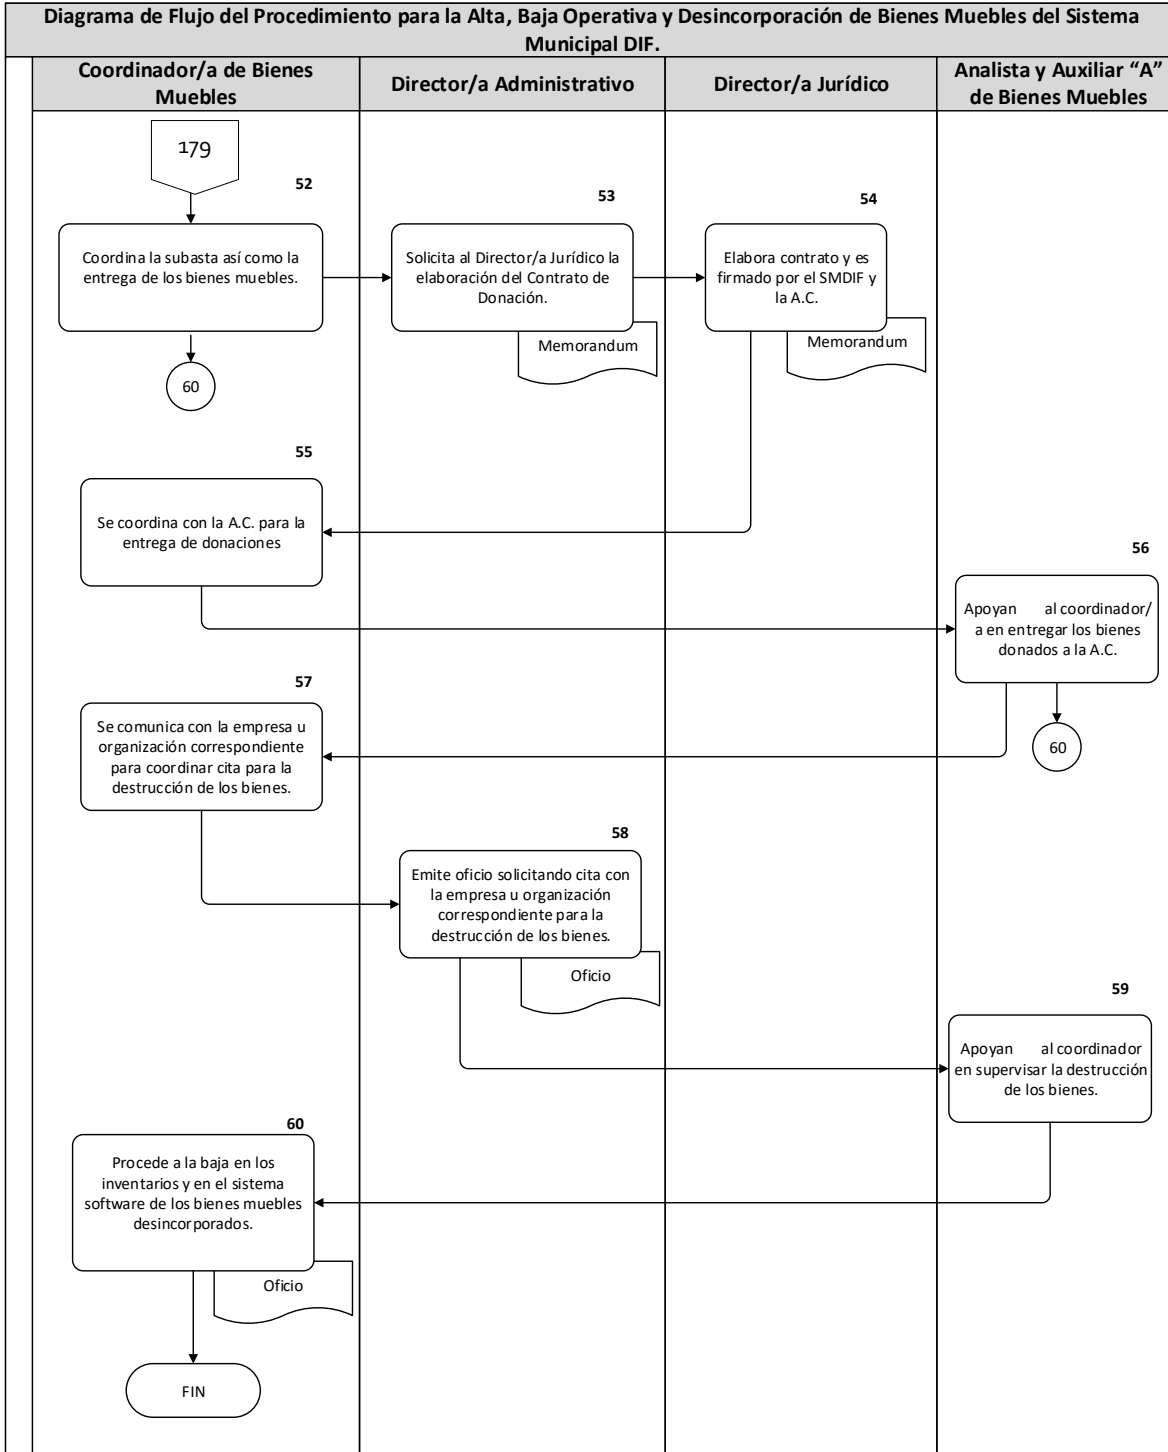 Diagrama de Flujo del Procedimiento para la Alta, Baja Operativa y Desincorporación de Bienes Muebles del Sistema
Municipal DIF.
Coordinador/a de Bienes
Muebles
Director/a Administrativo
Director/a Jurídico
Analista y Auxiliar “A”
de Bienes Muebles
179
52
Coordina la subasta así como la
entrega de los bienes muebles.
60
53
Solicita al Director/a Jurídico la
elaboración del Contrato de
Donación.
Memorandum
54
Elabora contrato y es
firmado por el SMDIF y
la A.C.
Memorandum
55
Se coordina con la A.C. para la
entrega de donaciones
56
Apoyan al coordinador/
a en entregar los bienes
donados a la A.C.
60
57
Se comunica con la empresa u
organización correspondiente
para coordinar cita para la
destrucción de los bienes.
58
Emite oficio solicitando cita con
la empresa u organización
correspondiente para la
destrucción de los bienes.
Oficio
59
Apoyan al coordinador
en supervisar la destrucción
de los bienes.
60
Procede a la baja en los
inventarios y en el sistema
software de los bienes muebles
desincorporados.
Oficio
FIN